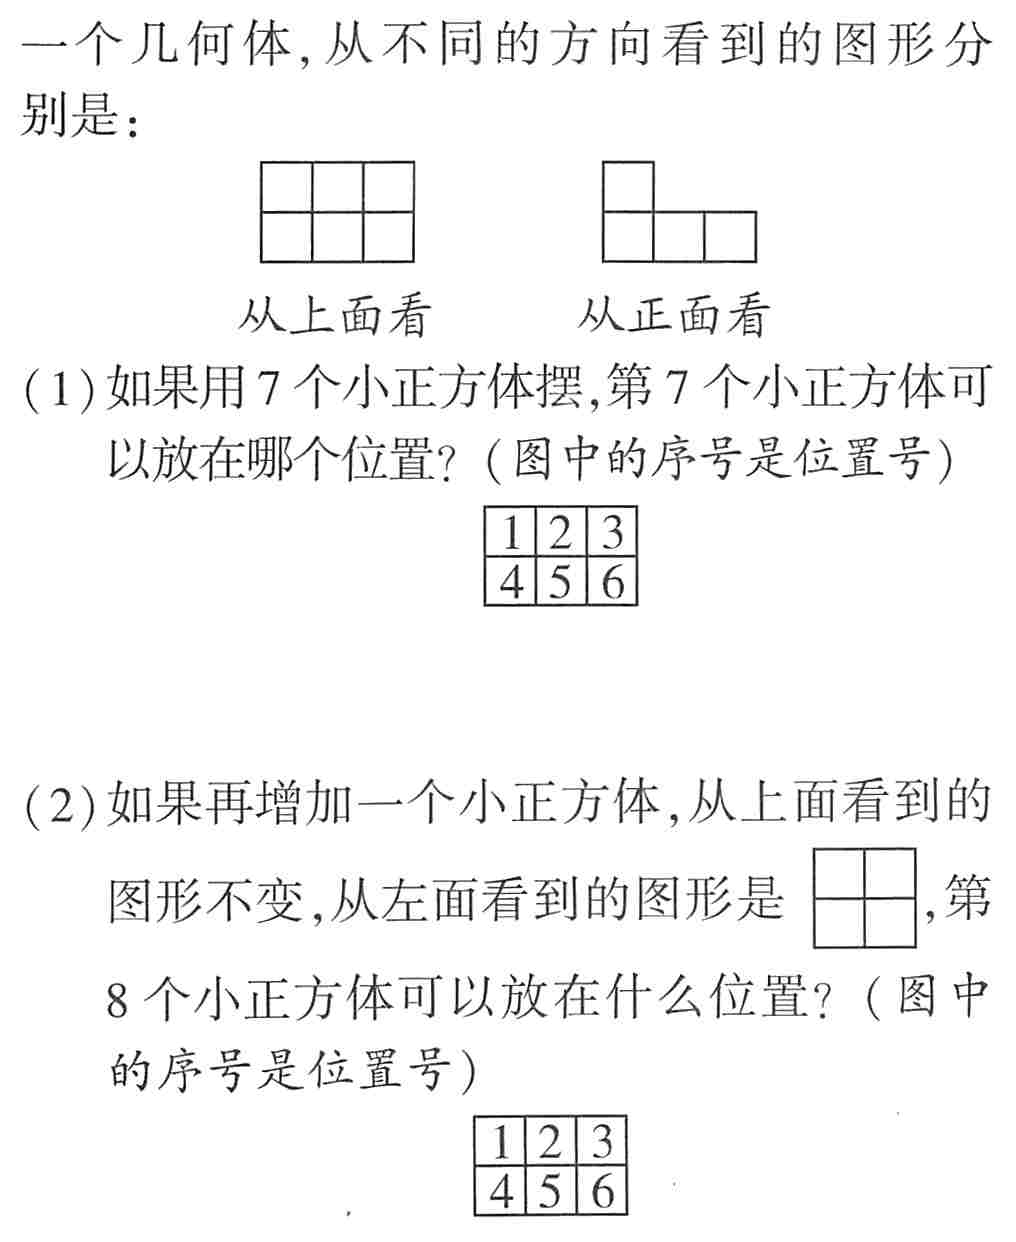 一个几何体,从不同的方向看到的图形分
别是:
从上面看 从正面看
(1)如果用7个小正方体摆,第7个小正方体可
以放在哪个位置?(图中的序号是位置号)
1 2 3
4 5 6
(2)如果再增加一个小正方体,从上面看到的
图形不变,从左面看到的图形是 ,第
8个小正方体可以放在什么位置?(图中
的序号是位置号)
1 2 3
4 5 6